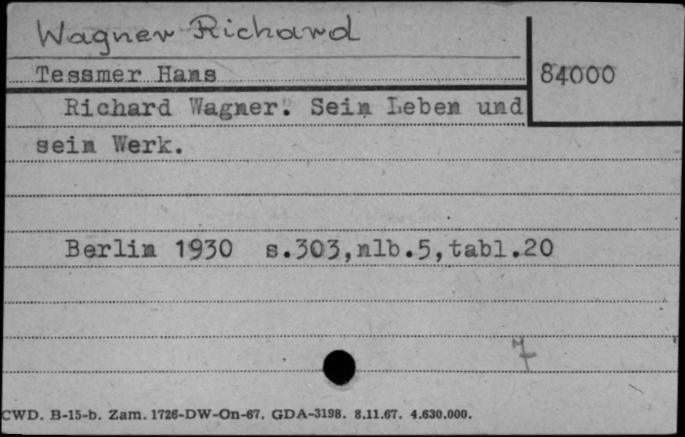 Wagner Richard
Tessmer Hans
84000
Richard Wagner. Sein Leben und
sein Werk.
Berlin 1930 s.303,nlb.5,tabl.20
7
CWD. B-15-b. Zam. 1726-DW-On-67. GDA-3198. 8.11.67. 4.630.000.